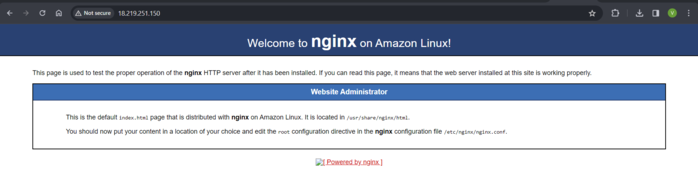 Not secure 18.219.251.150
Welcome to nginx on Amazon Linux!
This page is used to test the proper operation of the nginx HTTP server after it has been installed. If you can read this page, it means that the web server installed at this site is working properly.
Website Administrator
This is the default index.html page that is distributed with nginx on Amazon Linux. It is located in /usr/share/nginx/html.
You should now put your content in a location of your choice and edit the root configuration directive in the nginx configuration file /etc/nginx/nginx.conf.
[ Powered by nginx ]